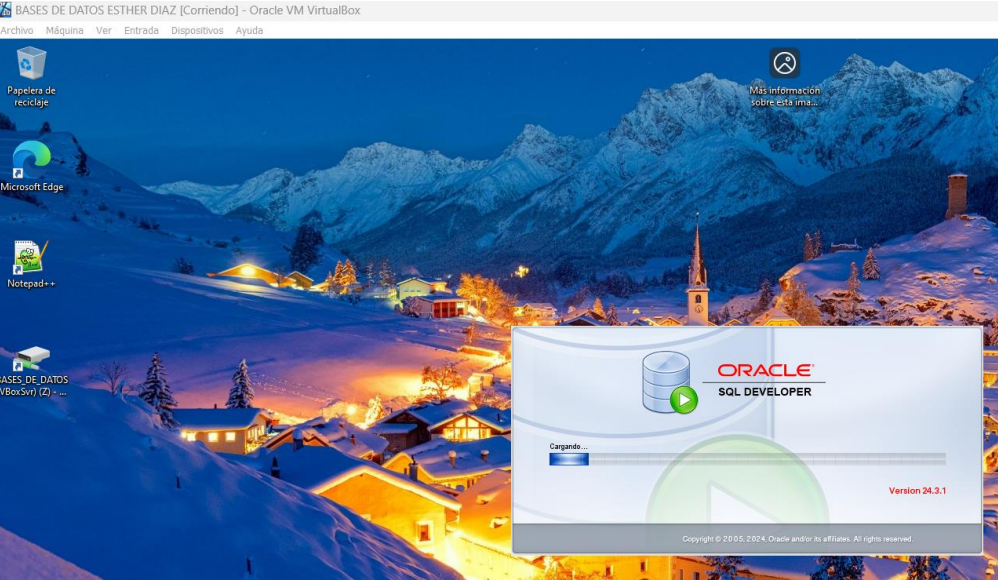 BASES DE DATOS ESTHER DIAZ [Corriendo] - Oracle VM VirtualBox
Archivo Máquina Ver Entrada Dispositivos Ayuda
Papelera de
reciclaje
Más información
sobre esta ima...
Microsoft Edge
Notepad++
BASES_DE_DATOS
VBoxSvr) (Z) - ...
ORACLE
SQL DEVELOPER
Cargando...
Version 24.3.1
Copyright © 2005, 2024, Oracle and/or its affiliates. All rights reserved.